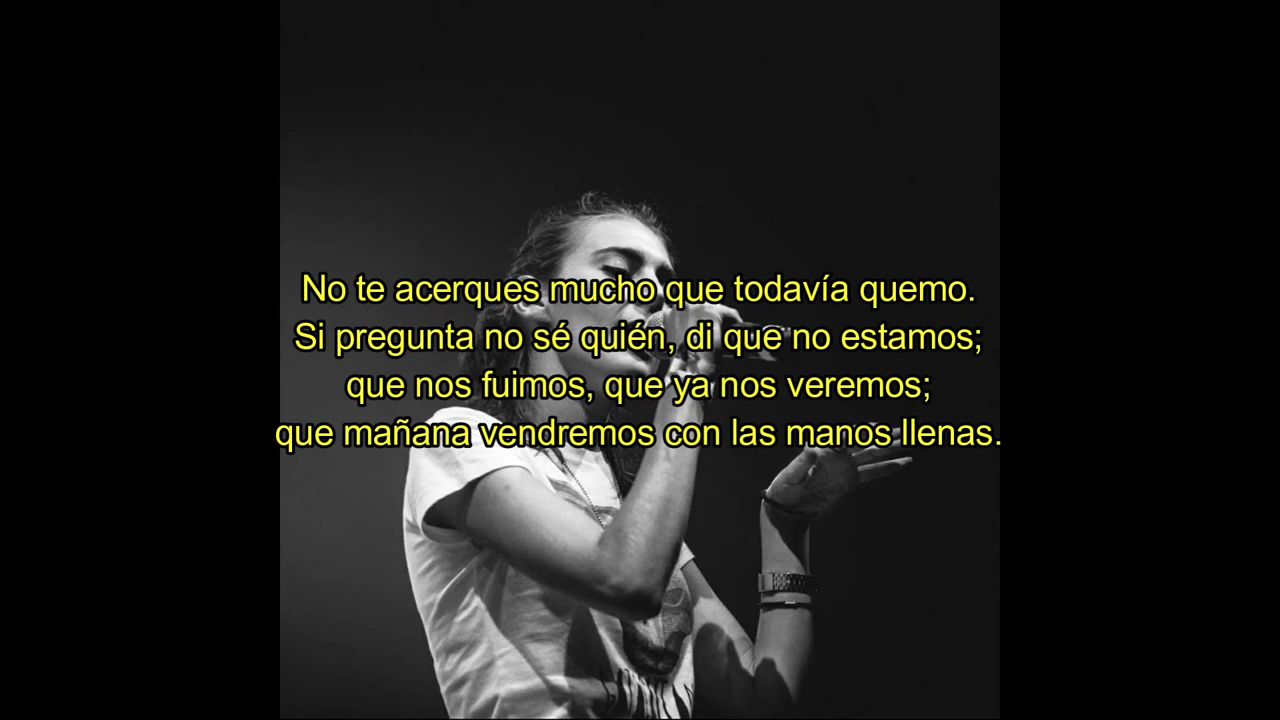 No te acerques mucho que todavía quemo.
Si pregunta no sé quién, di que no estamos;
que nos fuimos, que ya nos veremos;
que mañana vendremos con las manos llenas.